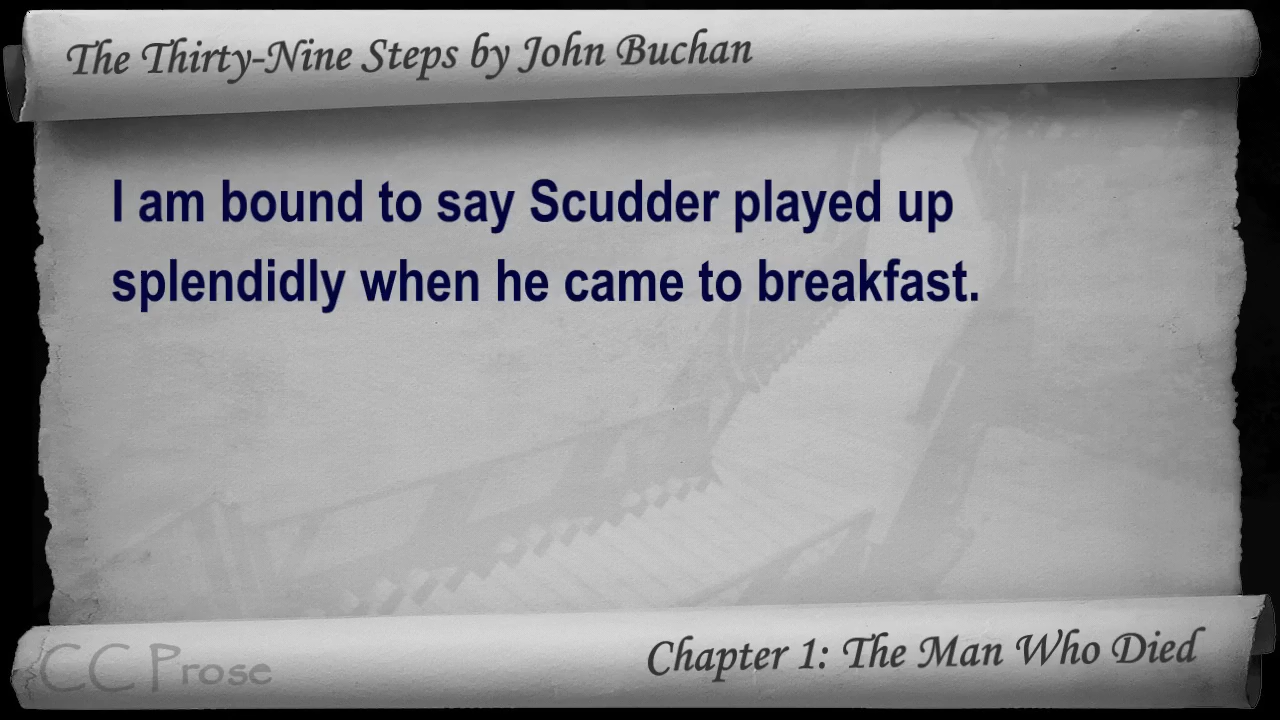 The Thirty-Nine Steps by John Buchan
I am bound to say Scudder played up
splendidly when he came to breakfast.
CC Prose
Chapter 1: The Man Who Died